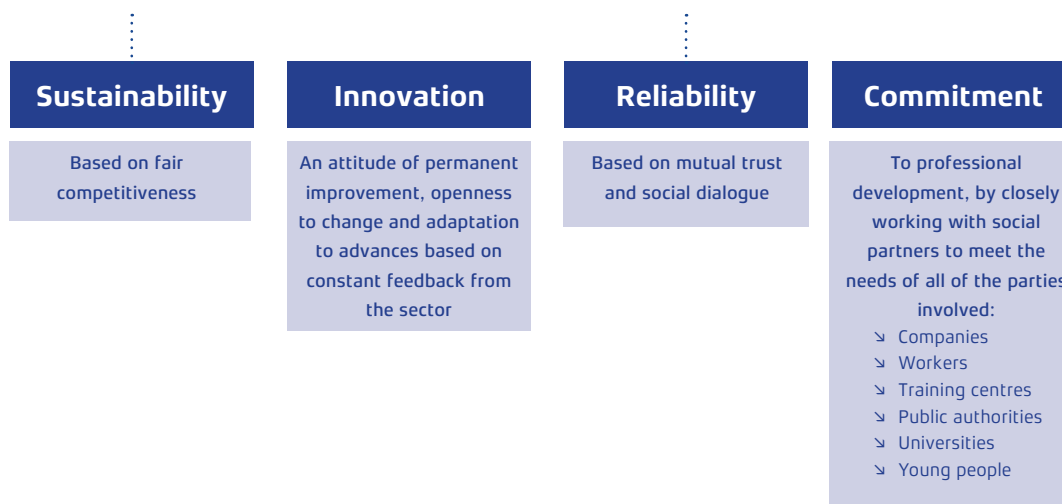 Sustainability
Based on fair
competitiveness
Innovation
An attitude of permanent
improvement, openness
to change and adaptation
to advances based on
constant feedback from
the sector
Reliability
Based on mutual trust
and social dialogue
Commitment
To professional
development, by closely
working with social
partners to meet the
needs of all of the parties
involved:
↘ Companies
↘ Workers
↘ Training centres
↘ Public authorities
↘ Universities
↘ Young people